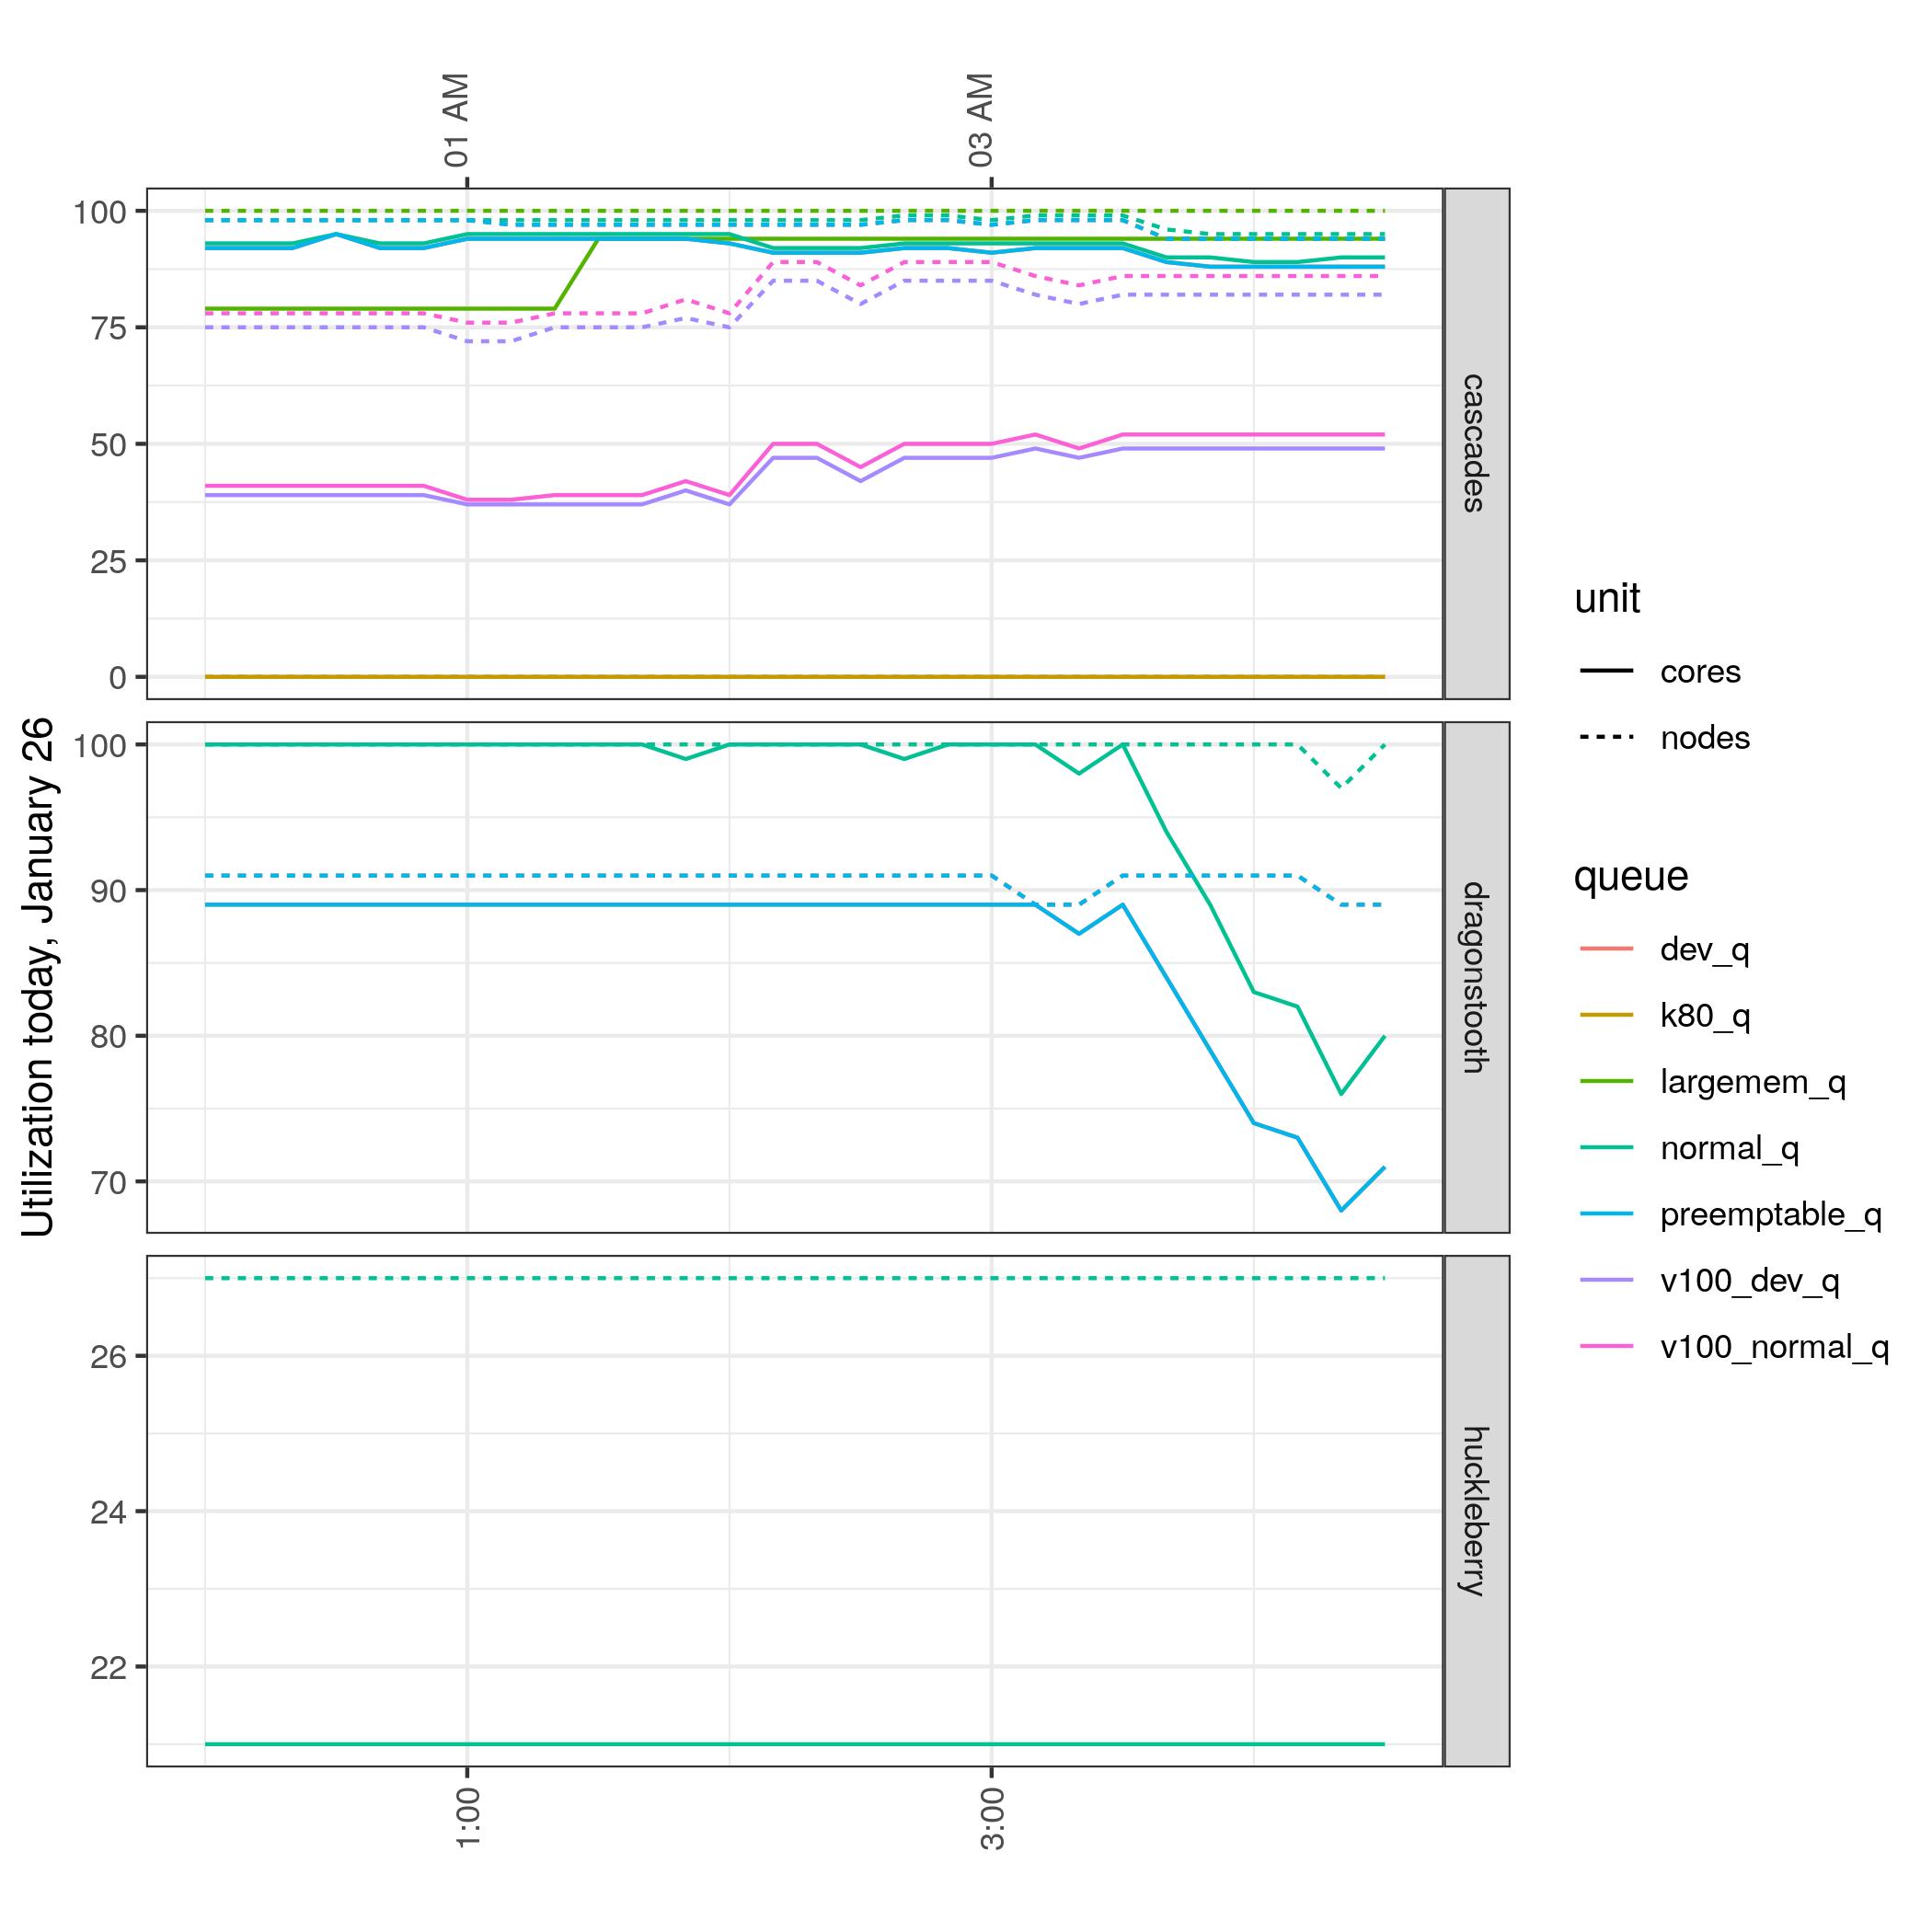 01 AM
03 AM
Utilization today, January 26
100
75
50
25
0
cascades
100
90
80
70
dragonstooth
26
24
22
huckleberry
1:00
3:00
unit
cores
nodes
queue
dev_q
k80_q
largemem_q
normal_q
preemptable_q
v100_dev_q
v100_normal_q